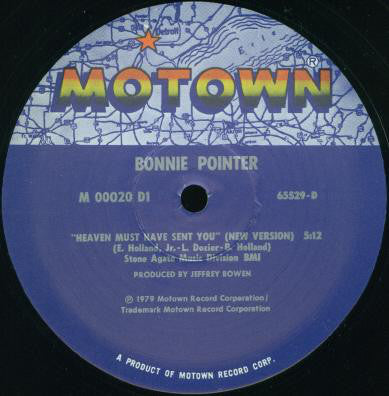 Detroit
Erie
MOTOWN®
BONNIE POINTER
M 00020 D1 65529-D
"HEAVEN MUST HAVE SENT YOU" (NEW VERSION) 5:12
(E. Holland, Jr.-L. Dozier-B. Holland)
Stone Agate Music Division BMI
PRODUCED BY JEFFREY BOWEN
℗ 1979 Motown Record Corporation/
Trademark Motown Record Corporation
A PRODUCT OF MOTOWN RECORD CORP.